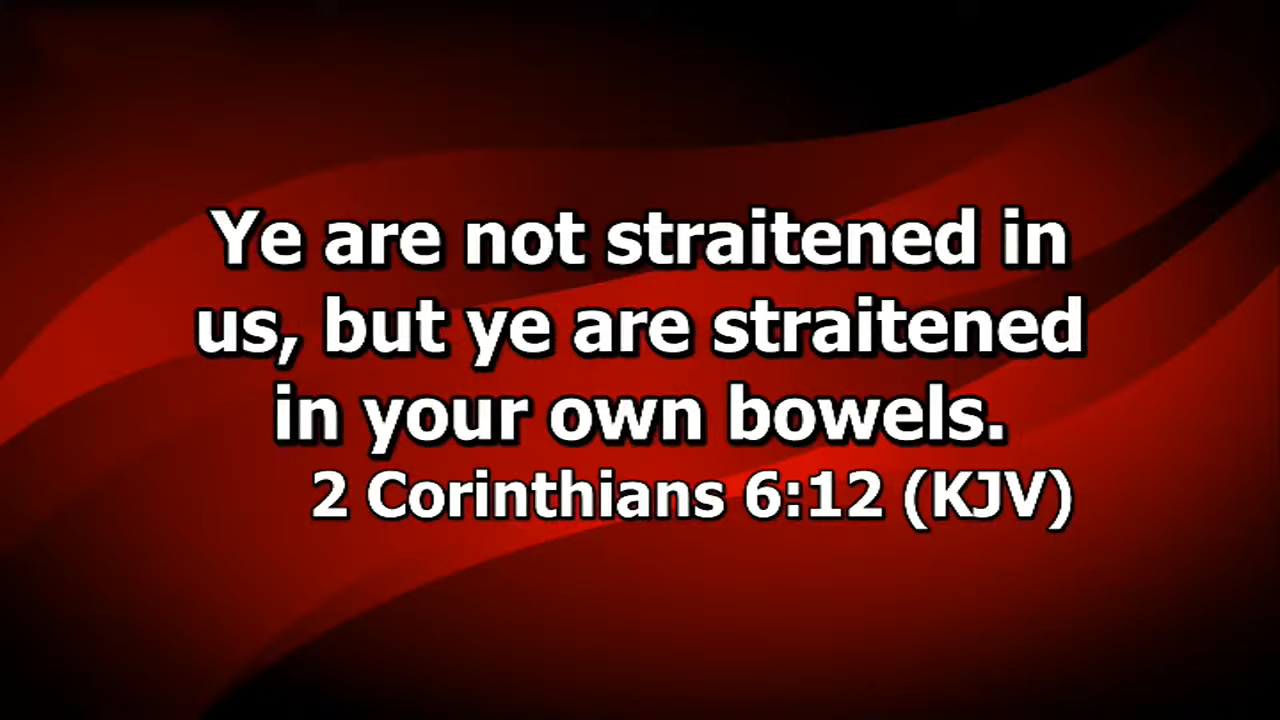 Ye are not straitened in
us, but ye are straitened
in your own bowels.
2 Corinthians 6:12 (KJV)